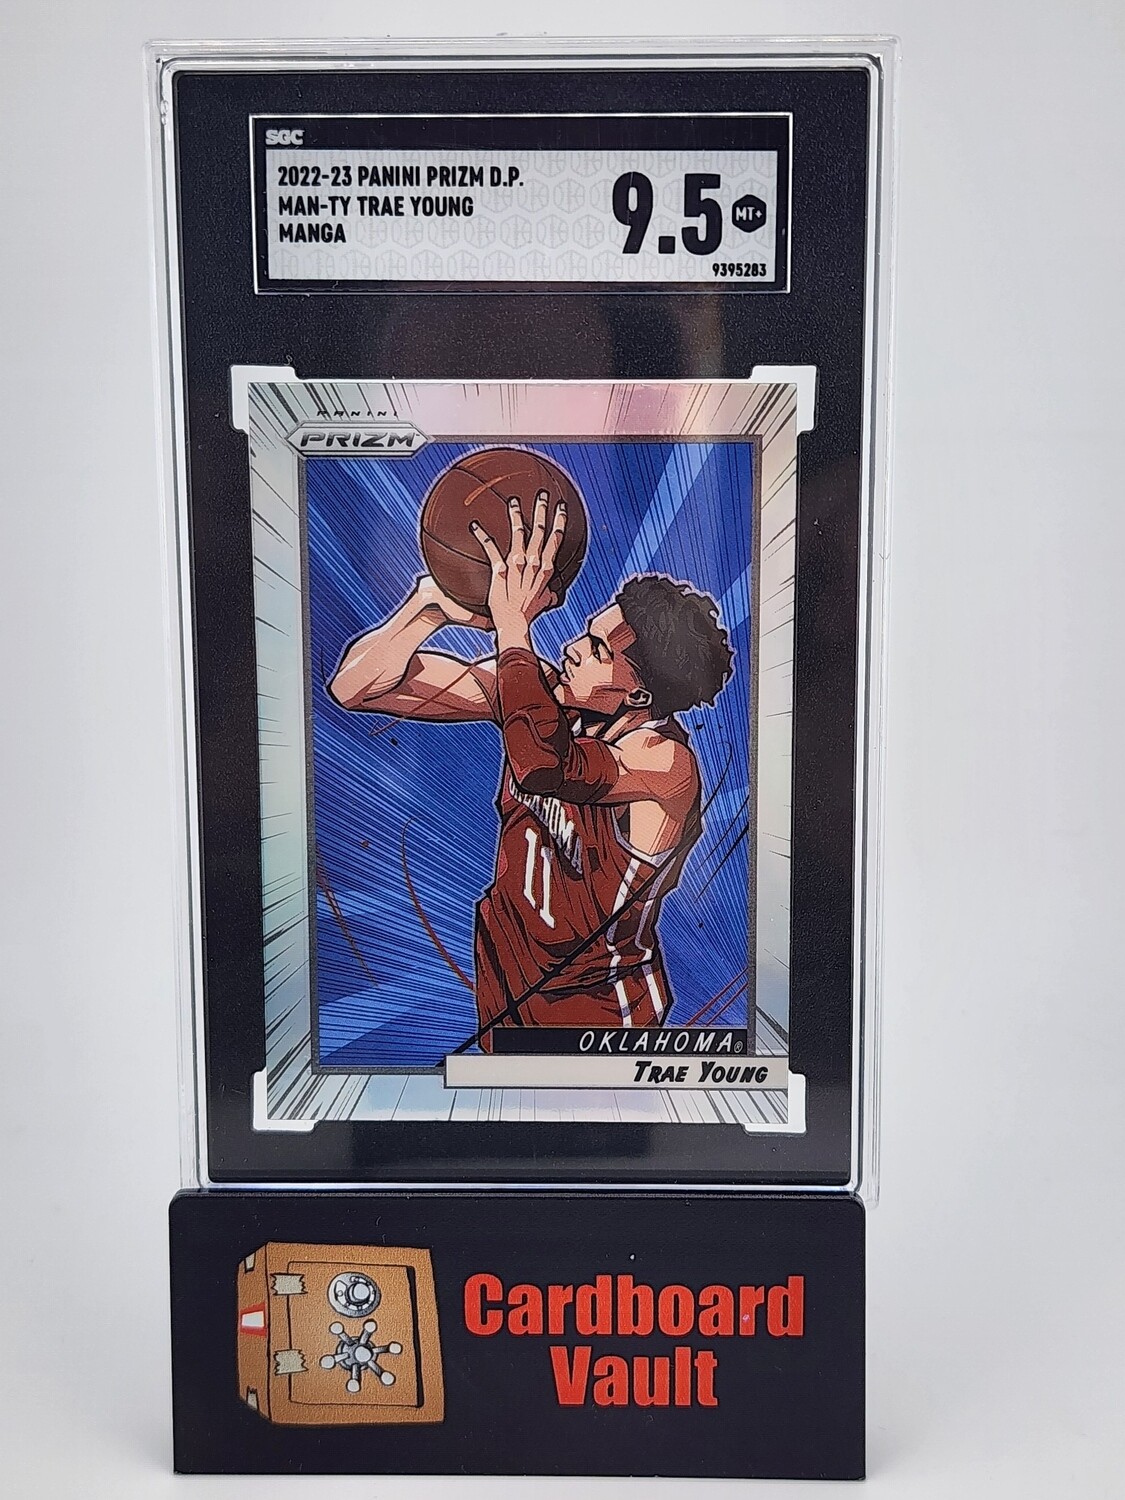 SGC
2022-23 PANINI PRIZM D.P.
MAN-TY TRAE YOUNG
MANGA
9.5 MT+
9395283
PANINI
PRIZM
OKLAHOMA
11
OKLAHOMA®
TRAE YOUNG
Cardboard
Vault